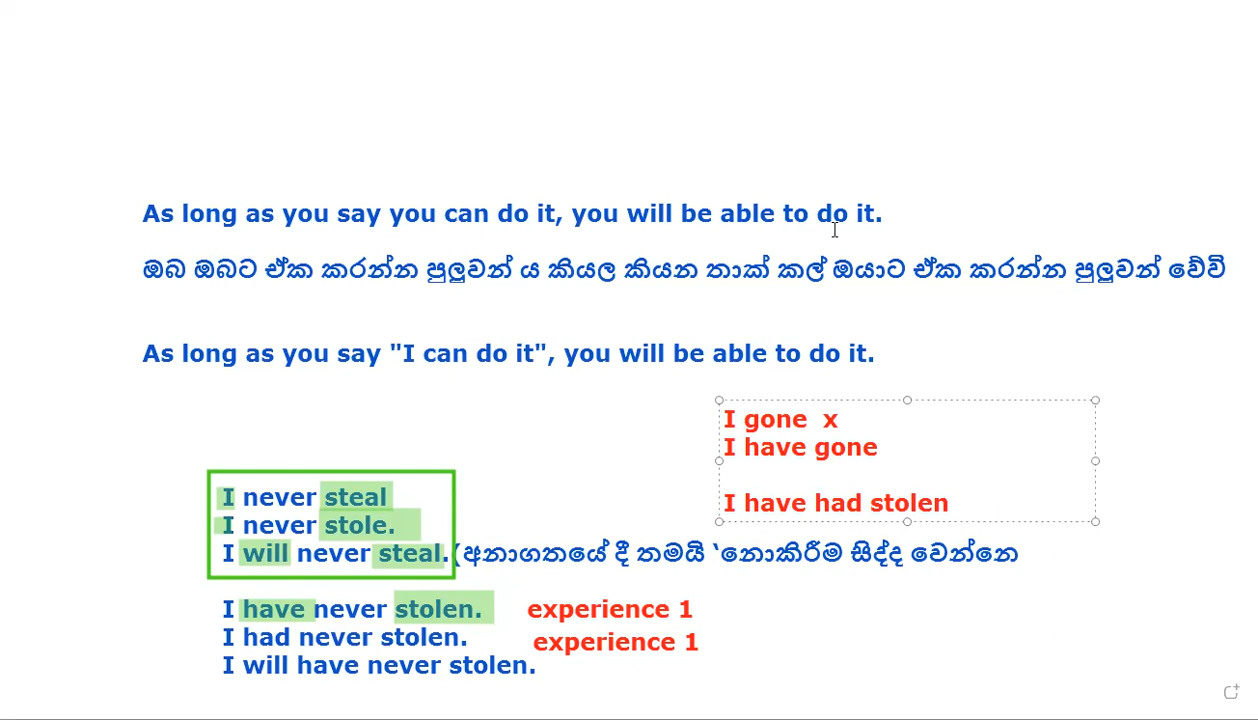 As long as you say you can do it, you will be able to do it.
ඔබ ඔබට ඒක කරන්න පුලුවන් ය කියල කියන තාක් කල් ඔයාට ඒක කරන්න පුලුවන් වේවි
As long as you say "I can do it", you will be able to do it.
I gone x
I have gone
I have had stolen
I never steal
I never stole.
I will never steal.(අනාගතයේ දී තමයි ‘නොකිරීම සිද්ද වෙන්නෙ
I have never stolen. experience 1
I had never stolen. experience 1
I will have never stolen.